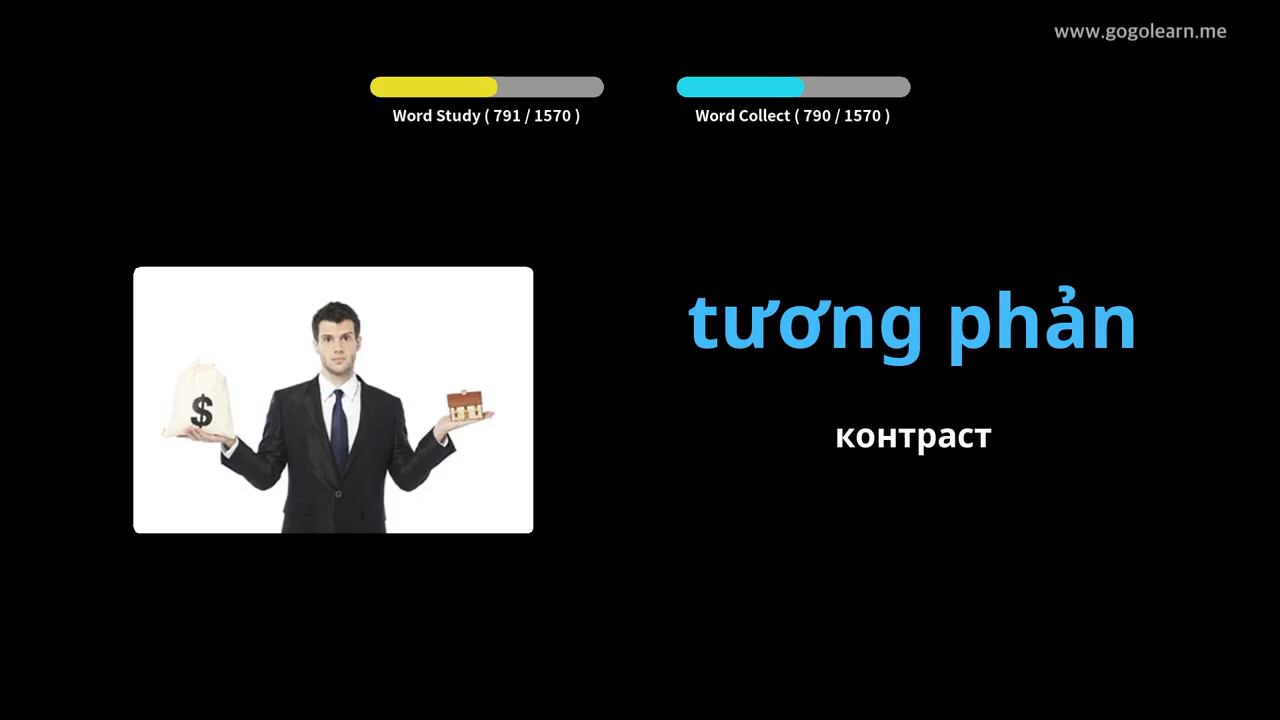 www.gogolearn.me
Word Study ( 791 / 1570 )
Word Collect ( 790 / 1570 )
$
tương phản
контраст